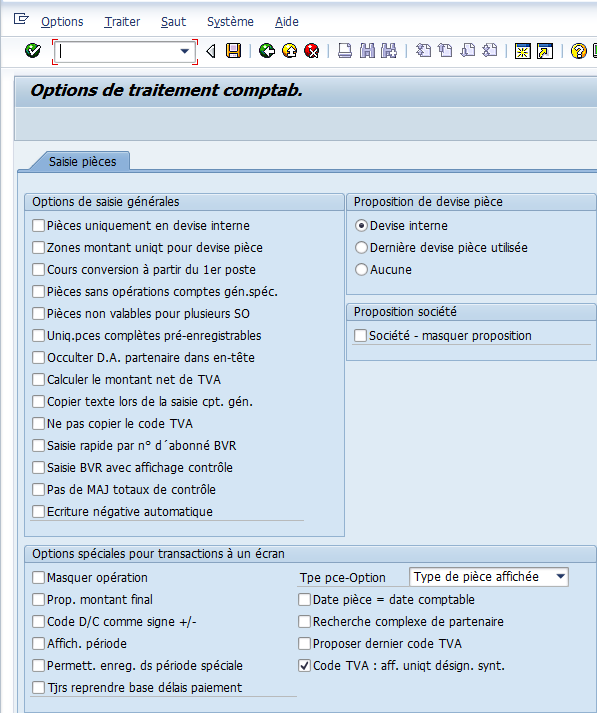 Options Traiter Saut Système Aide
Options de traitement comptab.
Saisie pièces
Options de saisie générales
Pièces uniquement en devise interne
Zones montant uniqt pour devise pièce
Cours conversion à partir du 1er poste
Pièces sans opérations comptes gén.spéc.
Pièces non valables pour plusieurs SO
Uniq.pces complètes pré-enregistrables
Occulter D.A. partenaire dans en-tête
Calculer le montant net de TVA
Copier texte lors de la saisie cpt. gén.
Ne pas copier le code TVA
Saisie rapide par n° d´abonné BVR
Saisie BVR avec affichage contrôle
Pas de MAJ totaux de contrôle
Ecriture négative automatique
Proposition de devise pièce
Devise interne
Dernière devise pièce utilisée
Aucune
Proposition société
Société - masquer proposition
Options spéciales pour transactions à un écran
Masquer opération
Prop. montant final
Code D/C comme signe +/-
Affich. période
Permett. enreg. ds période spéciale
Tjrs reprendre base délais paiement
Tpe pce-Option Type de pièce affichée
Date pièce = date comptable
Recherche complexe de partenaire
Proposer dernier code TVA
Code TVA : aff. uniqt désign. synt.